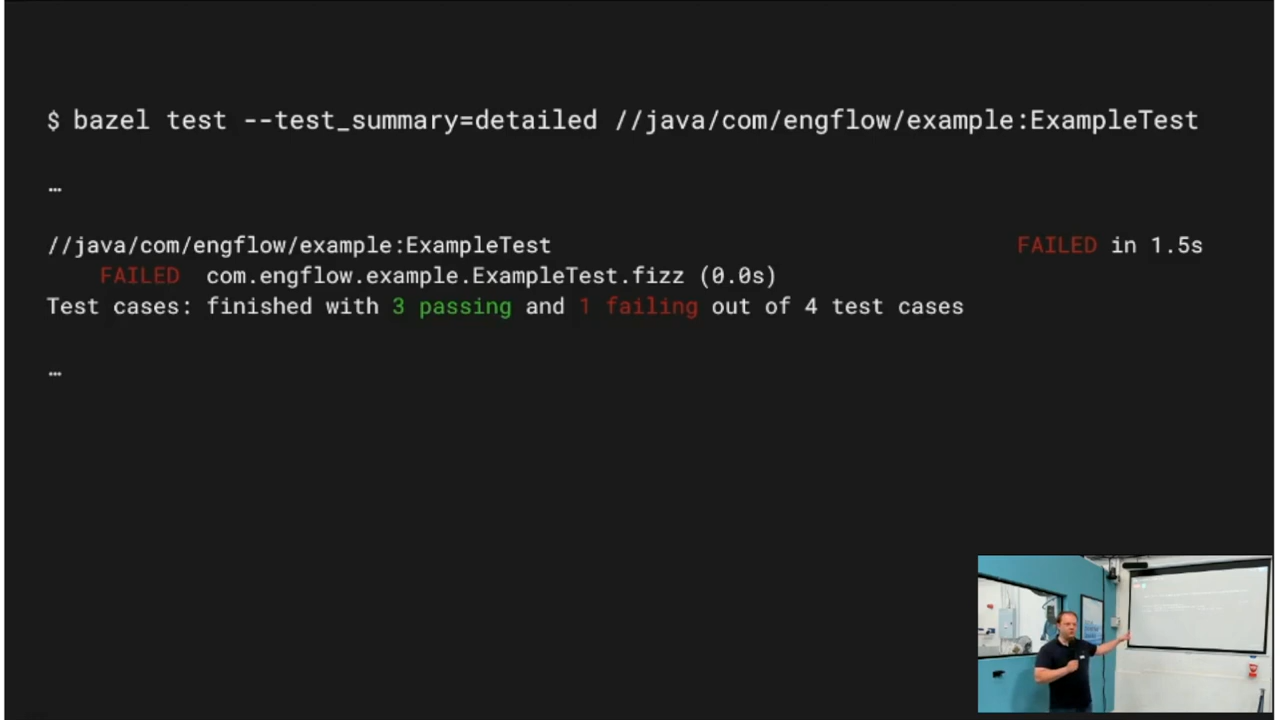 $ bazel test --test_summary=detailed //java/com/engflow/example:ExampleTest
…
//java/com/engflow/example:ExampleTest FAILED in 1.5s
FAILED com.engflow.example.ExampleTest.fizz (0.0s)
Test cases: finished with 3 passing and 1 failing out of 4 test cases
…